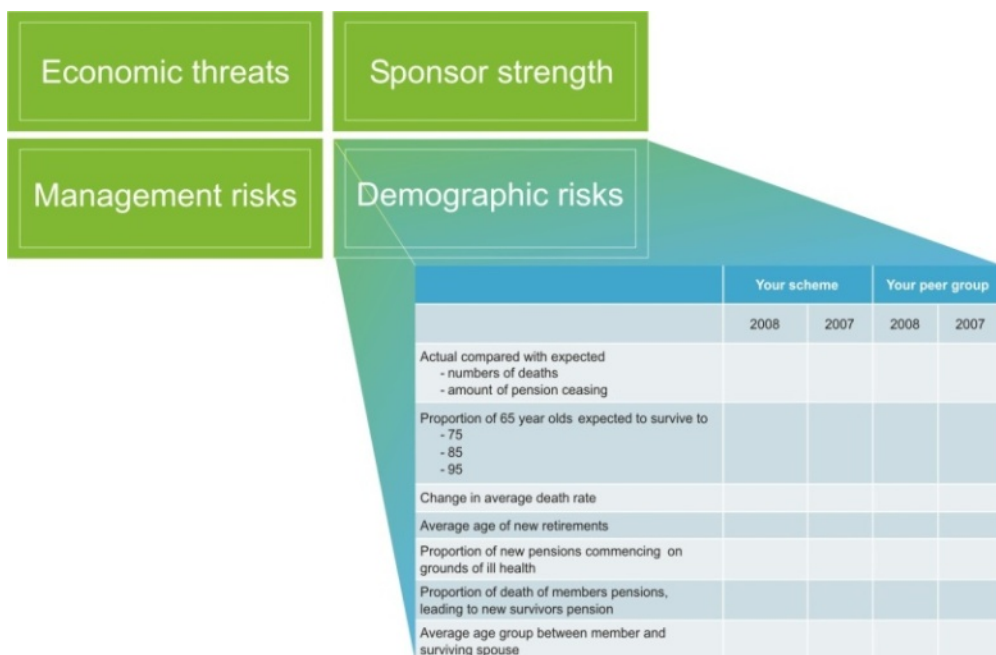 Economic threats
Sponsor strength
Management risks
Demographic risks
Your scheme
Your peer group
2008
2007
2008
2007
Actual compared with expected
- numbers of deaths
- amount of pension ceasing
Proportion of 65 year olds expected to survive to
- 75
- 85
- 95
Change in average death rate
Average age of new retirements
Proportion of new pensions commencing on
grounds of ill health
Proportion of death of members pensions,
leading to new survivors pension
Average age group between member and
surviving spouse